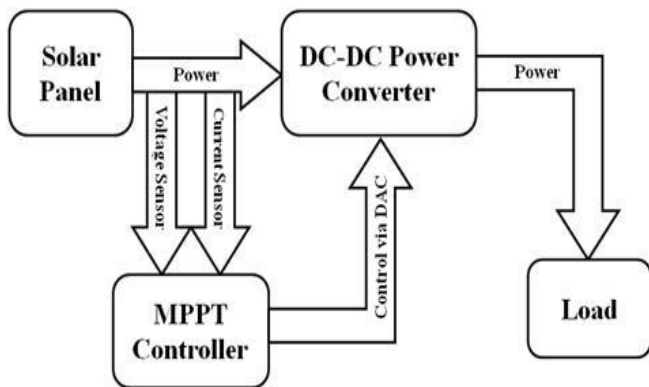 Solar
Panel
Power
DC-DC Power
Converter
Power
Voltage Sensor
Current Sensor
Control via DAC
MPPT
Controller
Load